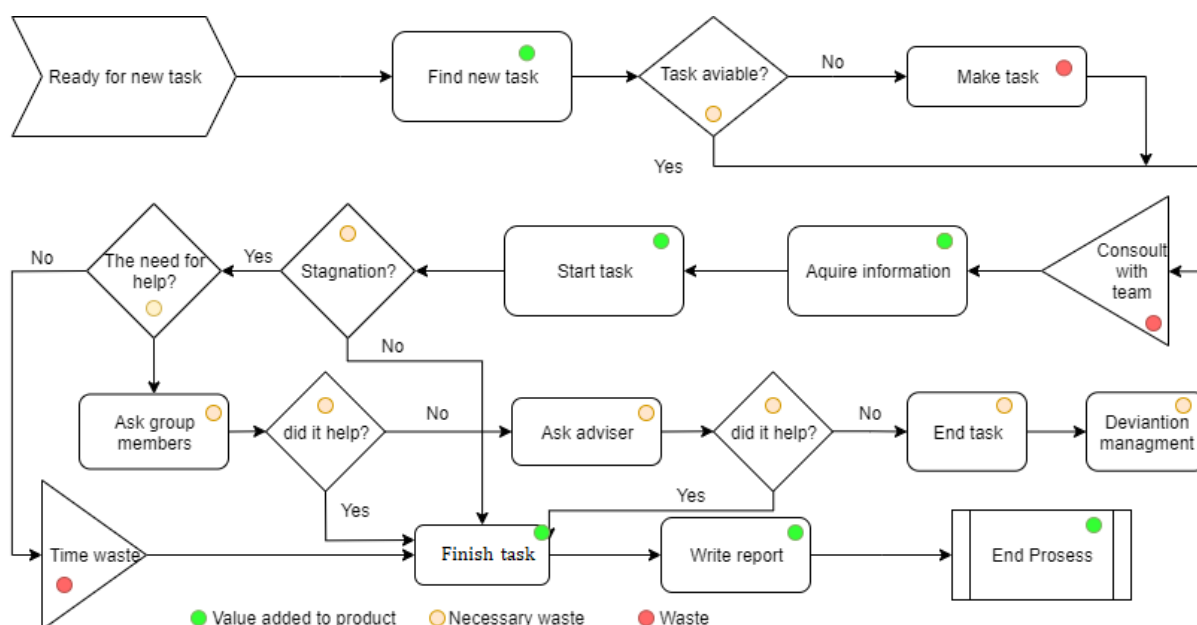 Ready for new task
Find new task
Task aviable?
No
Make task
Yes
No
The need for
help?
Yes
Stagnation?
Start task
Aquire information
Consoult
with
team
No
Ask group
members
did it help?
No
Ask adviser
did it help?
No
End task
Deviantion
managment
Yes
Yes
Time waste
Finish task
Write report
End Prosess
Value added to product
Necessary waste
Waste